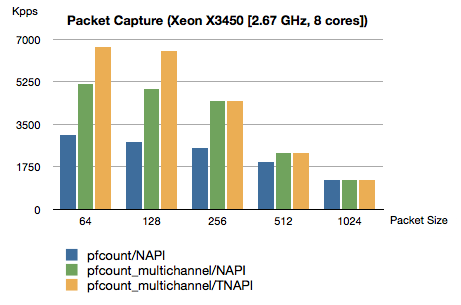 Kpps
Packet Capture (Xeon X3450 [2.67 GHz, 8 cores])
7000
5250
3500
1750
0
64 128 256 512 1024 Packet Size
pfcount/NAPI
pfcount_multichannel/NAPI
pfcount_multichannel/TNAPI